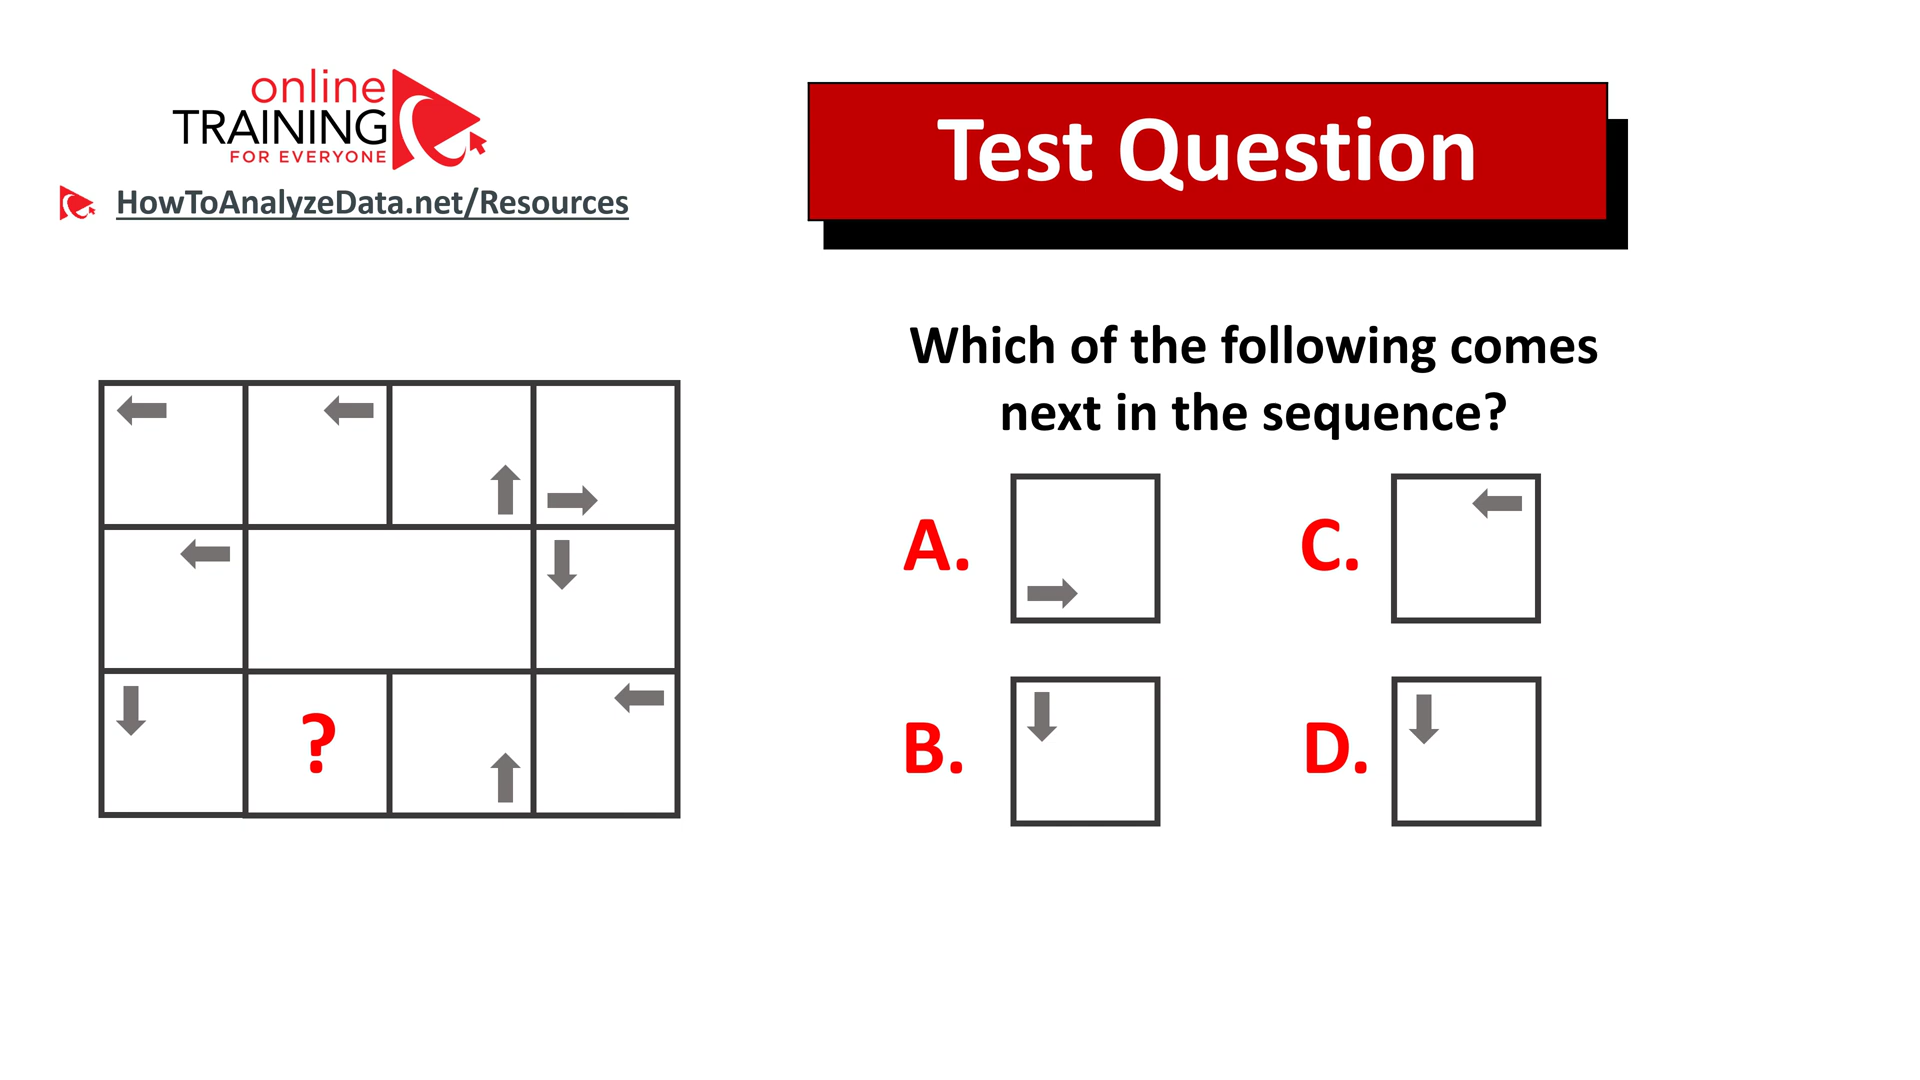 online
TRAINING
FOR EVERYONE
HowToAnalyzeData.net/Resources
Test Question
Which of the following comes
next in the sequence?
A.
C.
?
B.
D.